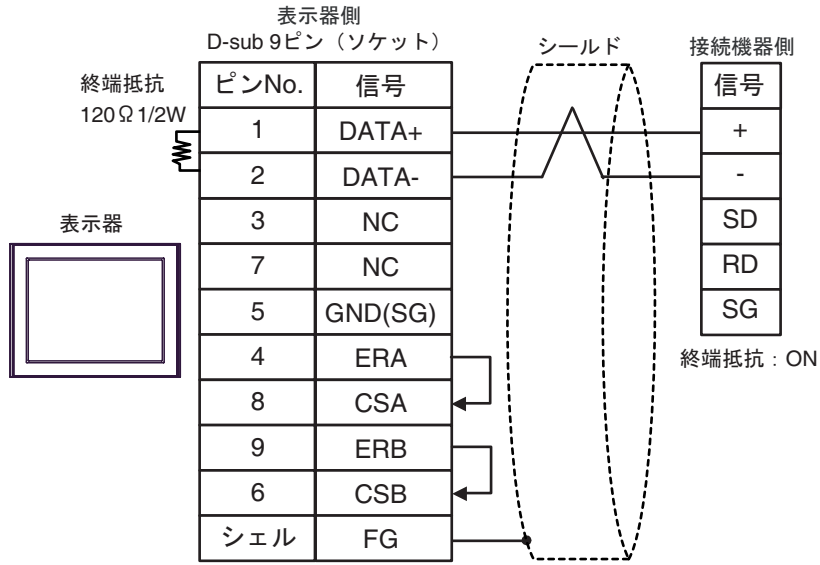 表示器側
D-sub 9ピン（ソケット）
シールド
接続機器側
終端抵抗
120Ω1/2W
ピンNo. 信号
信号
1 DATA+
+
2 DATA-
-
表示器
3 NC
SD
7 NC
RD
5 GND(SG)
SG
4 ERA
終端抵抗：ON
8 CSA
9 ERB
6 CSB
シェル FG